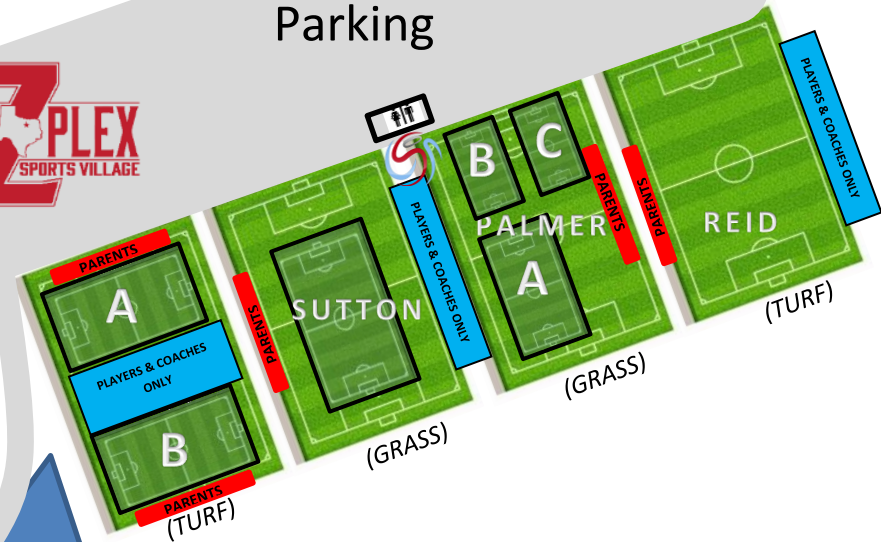 Parking
Z
PLEX
SPORTS VILLAGE
PARENTS
A
PLAYERS & COACHES
ONLY
B
PARENTS
(TURF)
PARENTS
SUTTON
PLAYERS & COACHES ONLY
(GRASS)
B
C
PALMER
A
PARENTS
(GRASS)
PARENTS
REID
PLAYERS & COACHES ONLY
(TURF)